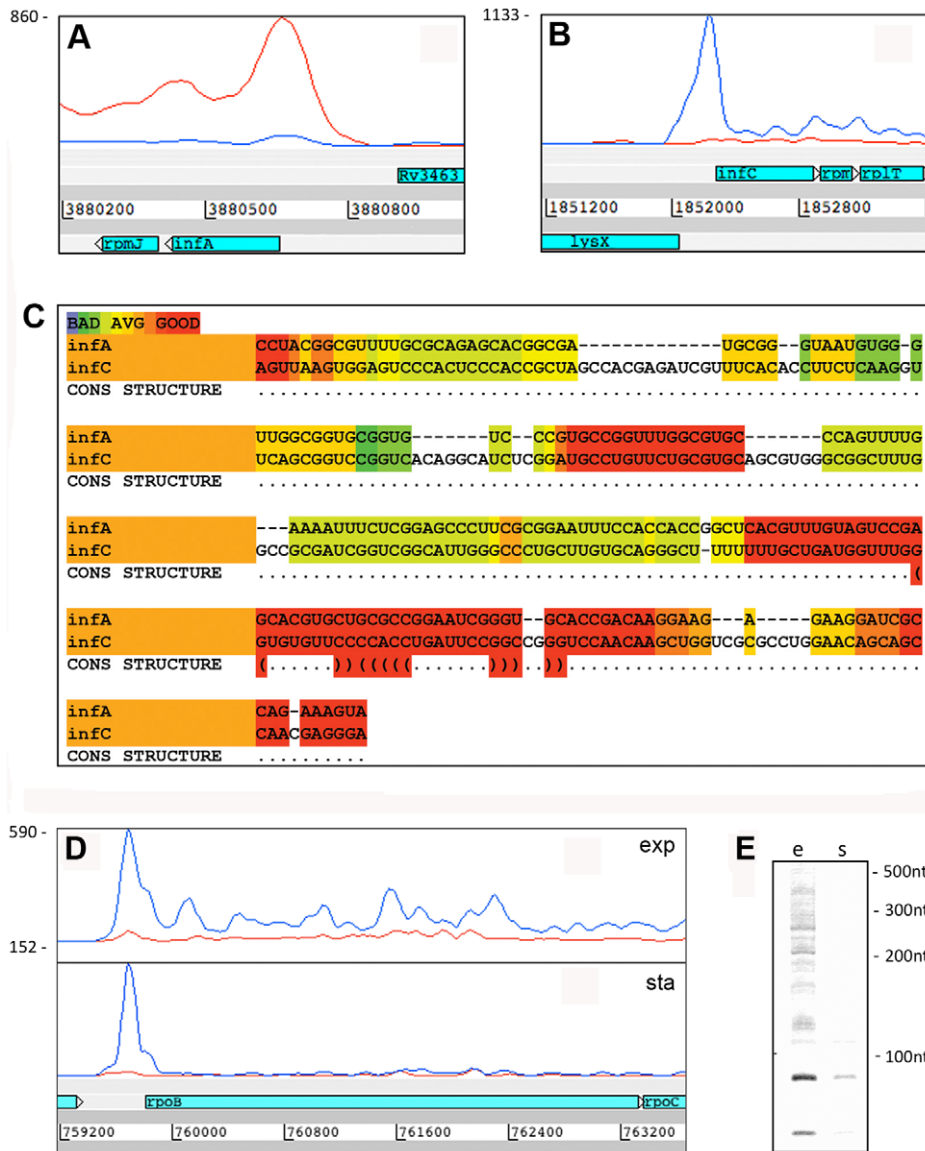 860 -
A
Rv3463
3880200 3880500 3880800
rpmJ infA
1133 -
B
infC rpm rplT
1851200 1852000 1852800
lysX
C
BAD AVG GOOD
infA CCUACGGCGUUUUGCGCAGAGCACGGCGA-------------UGCGG--GUAAUGUGG-G
infC AGUUAAGUGGAGUCCCACUCCCACCGCUAGCCACGAGAUCGUUUCACACCUUCUCAAGGU
CONS STRUCTURE ............................................................
infA UUGGCGGUGCGGUG-------UC--CCGUGCCGGUUUGGCGUGC-------CCAGUUUUG
infC UCAGCGGUCCGGUCACAGGCAUCUCGGAUGCCUGUUCUGCGUGCAGCGUGGGCGGCUUUG
CONS STRUCTURE ............................................................
infA ---AAAAUUUCUCGGAGCCCUUCGCGGAAUUUCCACCACCGGCUCACGUUUGUAGUCCGA
infC GCCGCGAUCGGUCGGCAUUGGGCCCUGCUUGUGCAGGGCU-UUUUUUGCUGAUGGUUUGG
CONS STRUCTURE ...........................................................(
infA GCACGUGCUGCGCCGGAAUCGGGU--GCACCGACAAGGAAG---A-----GAAGGAUCGC
infC GUGUGUUCCCCACCUGAUUCCGGCCGGGUCCAACAAGCUGGUCGCGCCUGGAACAGCAGC
CONS STRUCTURE (......))(((((.......)))..))................................
infA CAG-AAAGUA
infC CAACGAGGGA
CONS STRUCTURE ..........
590 -
D
exp
152 -
sta
rpoB rpoC
759200 760000 760800 761600 762400 763200
E
e s
- 500nt
- 300nt
- 200nt
- 100nt